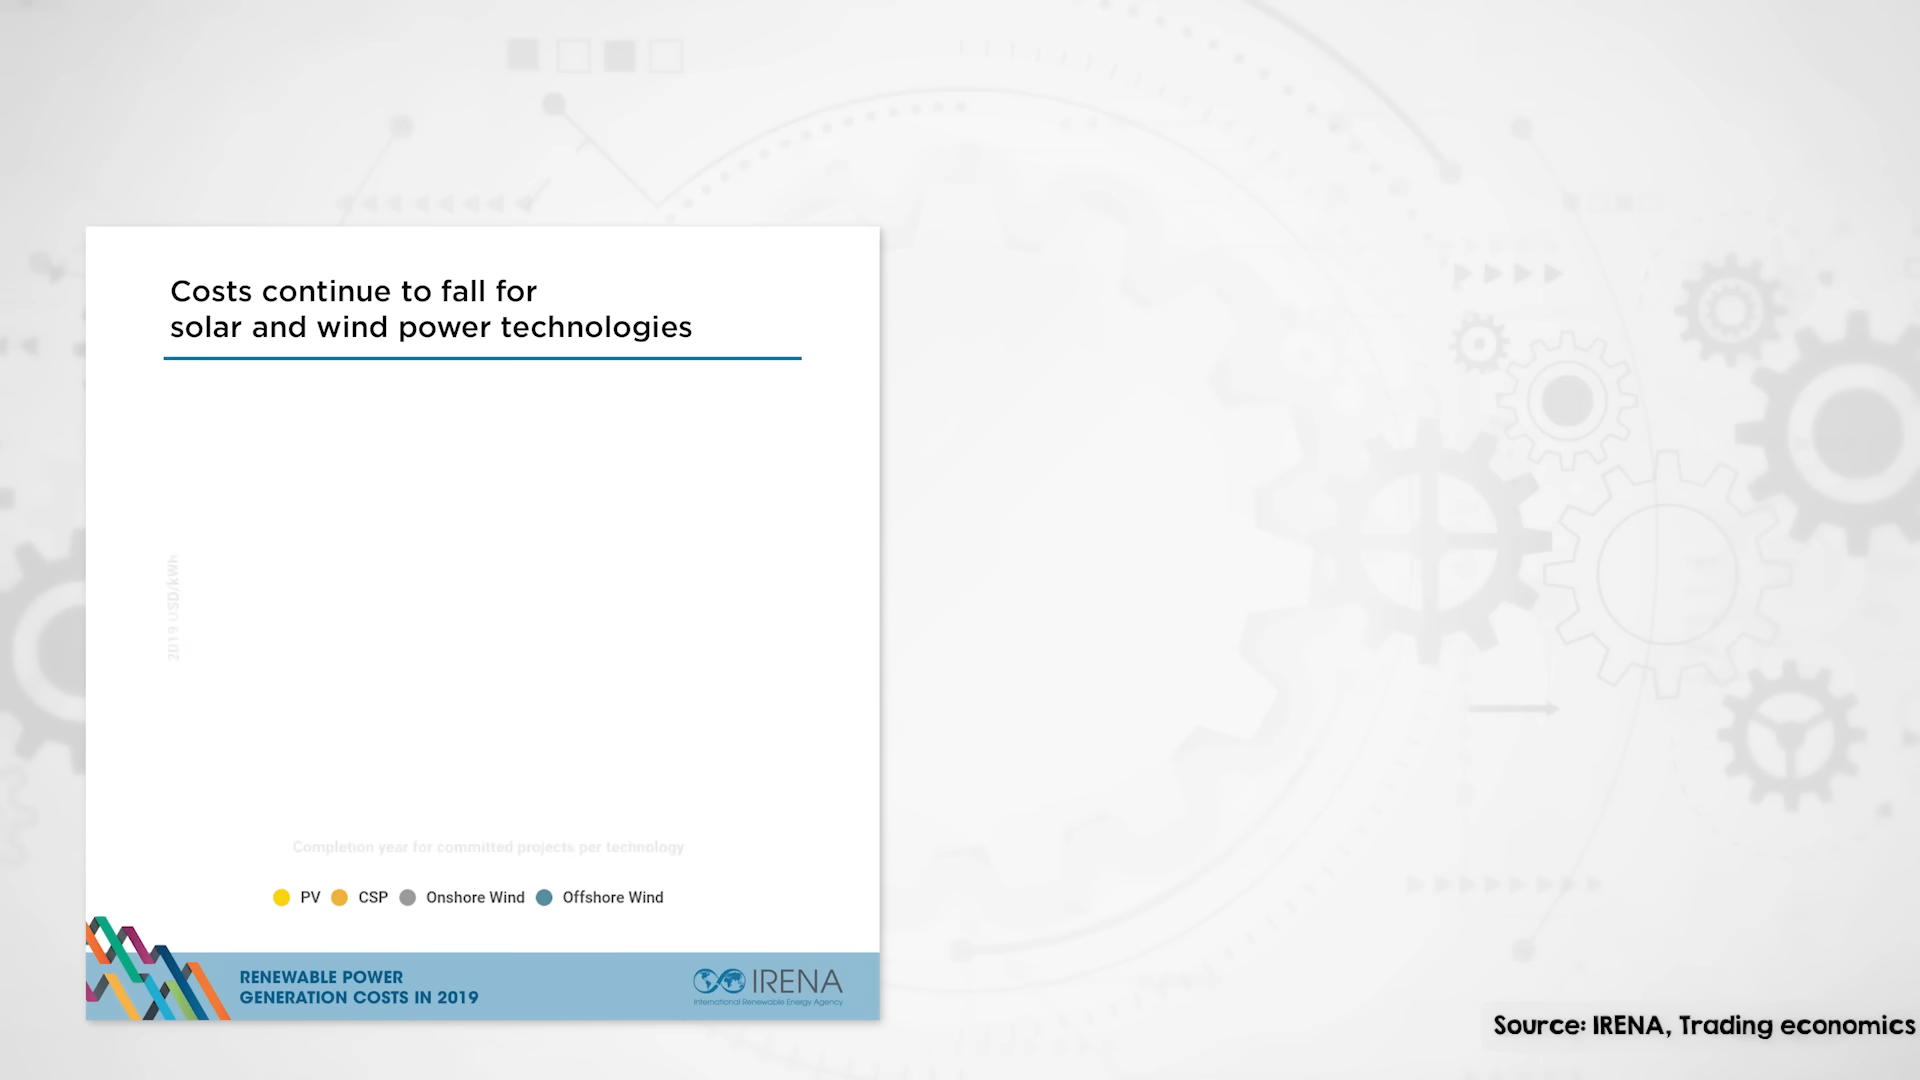 Costs continue to fall for
solar and wind power technologies
2019 USD/kWh
Completion year for committed projects per technology
PV CSP Onshore Wind Offshore Wind
RENEWABLE POWER
GENERATION COSTS IN 2019
IRENA
International Renewable Energy Agency
Source: IRENA, Trading economics